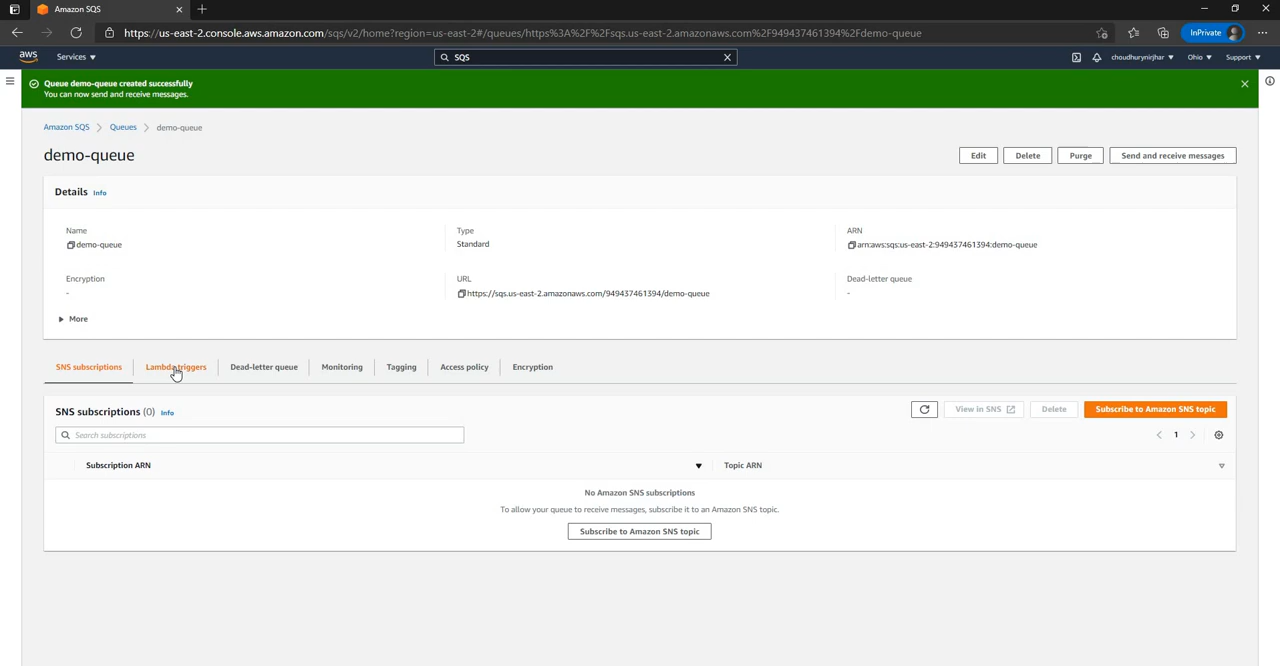 Amazon SQS
https://us-east-2.console.aws.amazon.com/sqs/v2/home?region=us-east-2#/queues/https%3A%2F%2Fsqs.us-east-2.amazonaws.com%2F949437461394%2Fdemo-queue
InPrivate
aws Services SQS choudhurynirjhar Ohio Support
Queue demo-queue created successfully
You can now send and receive messages.
Amazon SQS Queues demo-queue
demo-queue Edit Delete Purge Send and receive messages
Details Info
Name Type ARN
demo-queue Standard arn:aws:sqs:us-east-2:949437461394:demo-queue
Encryption URL Dead-letter queue
- https://sqs.us-east-2.amazonaws.com/949437461394/demo-queue -
More
SNS subscriptions Lambda triggers Dead-letter queue Monitoring Tagging Access policy Encryption
SNS subscriptions (0) Info View in SNS Delete Subscribe to Amazon SNS topic
Search subscriptions 1
Subscription ARN Topic ARN
No Amazon SNS subscriptions
To allow your queue to receive messages, subscribe it to an Amazon SNS topic.
Subscribe to Amazon SNS topic